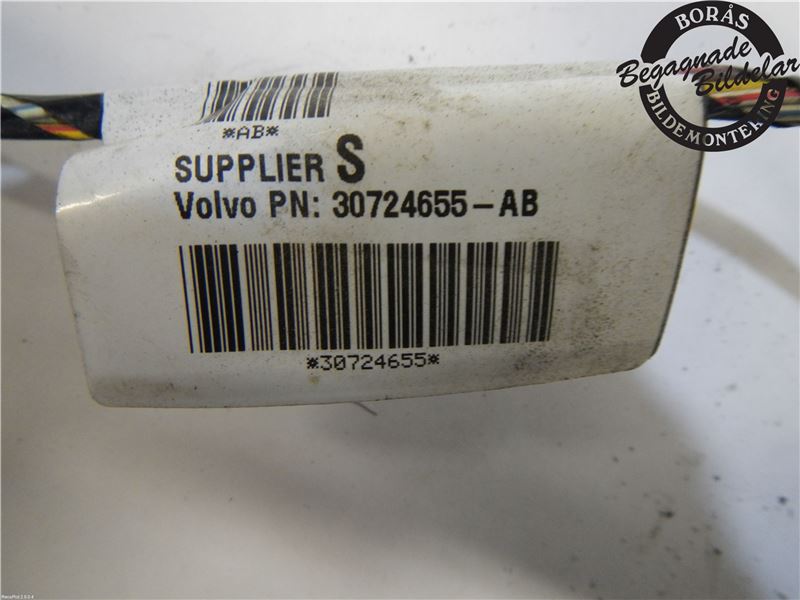 BORÅS
Begagnade
Bildelar
BILDEMONTERING
*AB*
SUPPLIER S
Volvo PN: 30724655-AB
*30724655*